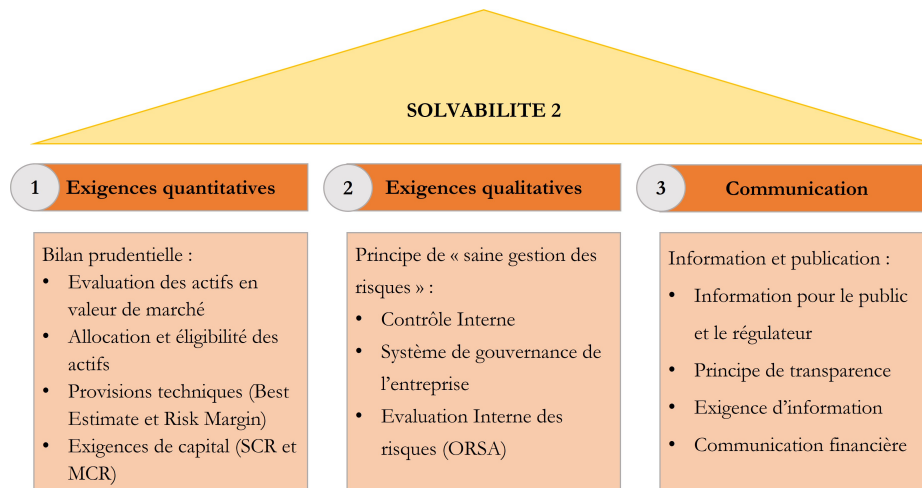 SOLVABILITE 2
1 Exigences quantitatives
Bilan prudentielle :
• Evaluation des actifs en
valeur de marché
• Allocation et éligibilité des
actifs
• Provisions techniques (Best
Estimate et Risk Margin)
• Exigences de capital (SCR et
MCR)
2 Exigences qualitatives
Principe de « saine gestion des
risques » :
• Contrôle Interne
• Système de gouvernance de
l'entreprise
• Evaluation Interne des
risques (ORSA)
3 Communication
Information et publication :
• Information pour le public
et le régulateur
• Principe de transparence
• Exigence d'information
• Communication financière